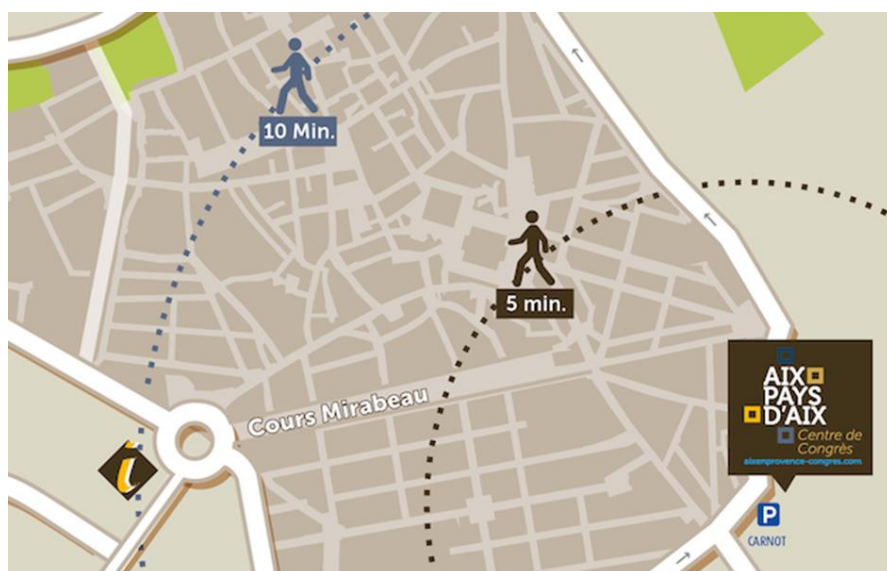 10 Min.
5 min.
Cours Mirabeau
AIX
PAYS
D'AIX
Centre de
Congrès
aixenprovence-congres.com
i
P
CARNOT